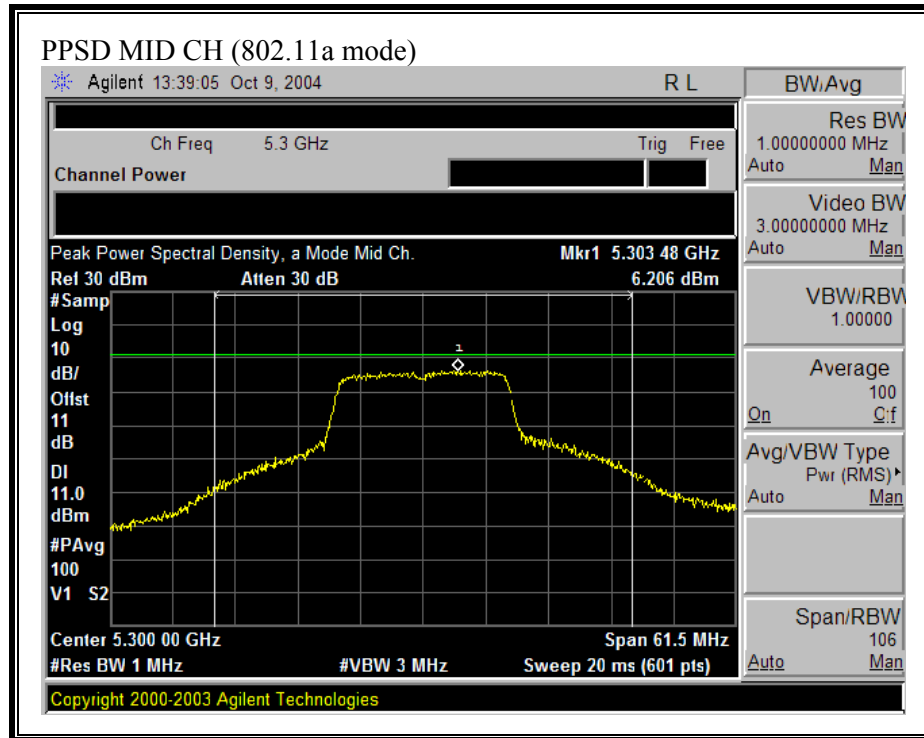 PPSD MID CH (802.11a mode)
Agilent 13:39:05 Oct 9, 2004 R L
Ch Freq 5.3 GHz Trig Free
Channel Power
Peak Power Spectral Density, a Mode Mid Ch. Mkr1 5.303 48 GHz
Ref 30 dBm Atten 30 dB 6.206 dBm
#Samp
Log
10
dB/
Offst
11
dB
DI
11.0
dBm
#PAvg
100
V1 S2
1
Center 5.300 00 GHz Span 61.5 MHz
#Res BW 1 MHz #VBW 3 MHz Sweep 20 ms (601 pts)
Copyright 2000-2003 Agilent Technologies
BW/Avg
Res BW
1.00000000 MHz
Auto Man
Video BW
3.00000000 MHz
Auto Man
VBW/RBW
1.00000
Average
100
On Off
Avg/VBW Type
Pwr (RMS)
Auto Man
Span/RBW
106
Auto Man